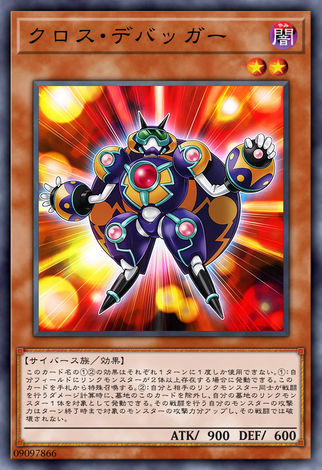 クロス・デバッガー
闇
やみ
【サイバース族／効果】
このカード名の①②の効果はそれぞれ１ターンに１度しか使用できない。①：自
分フィールドにリンクモンスターが２体以上存在する場合に発動できる。この
カードを手札から特殊召喚する。②：自分と相手のリンクモンスター同士が戦闘
を行うダメージ計算時に、墓地のこのカードを除外し、自分の墓地のリンクモン
スター１体を対象として発動できる。その戦闘を行う自分のモンスターの攻撃
力はターン終了時まで対象のモンスターの攻撃力分アップし、その戦闘では破
壊されない。
ATK/ 900 DEF/ 600
09097866